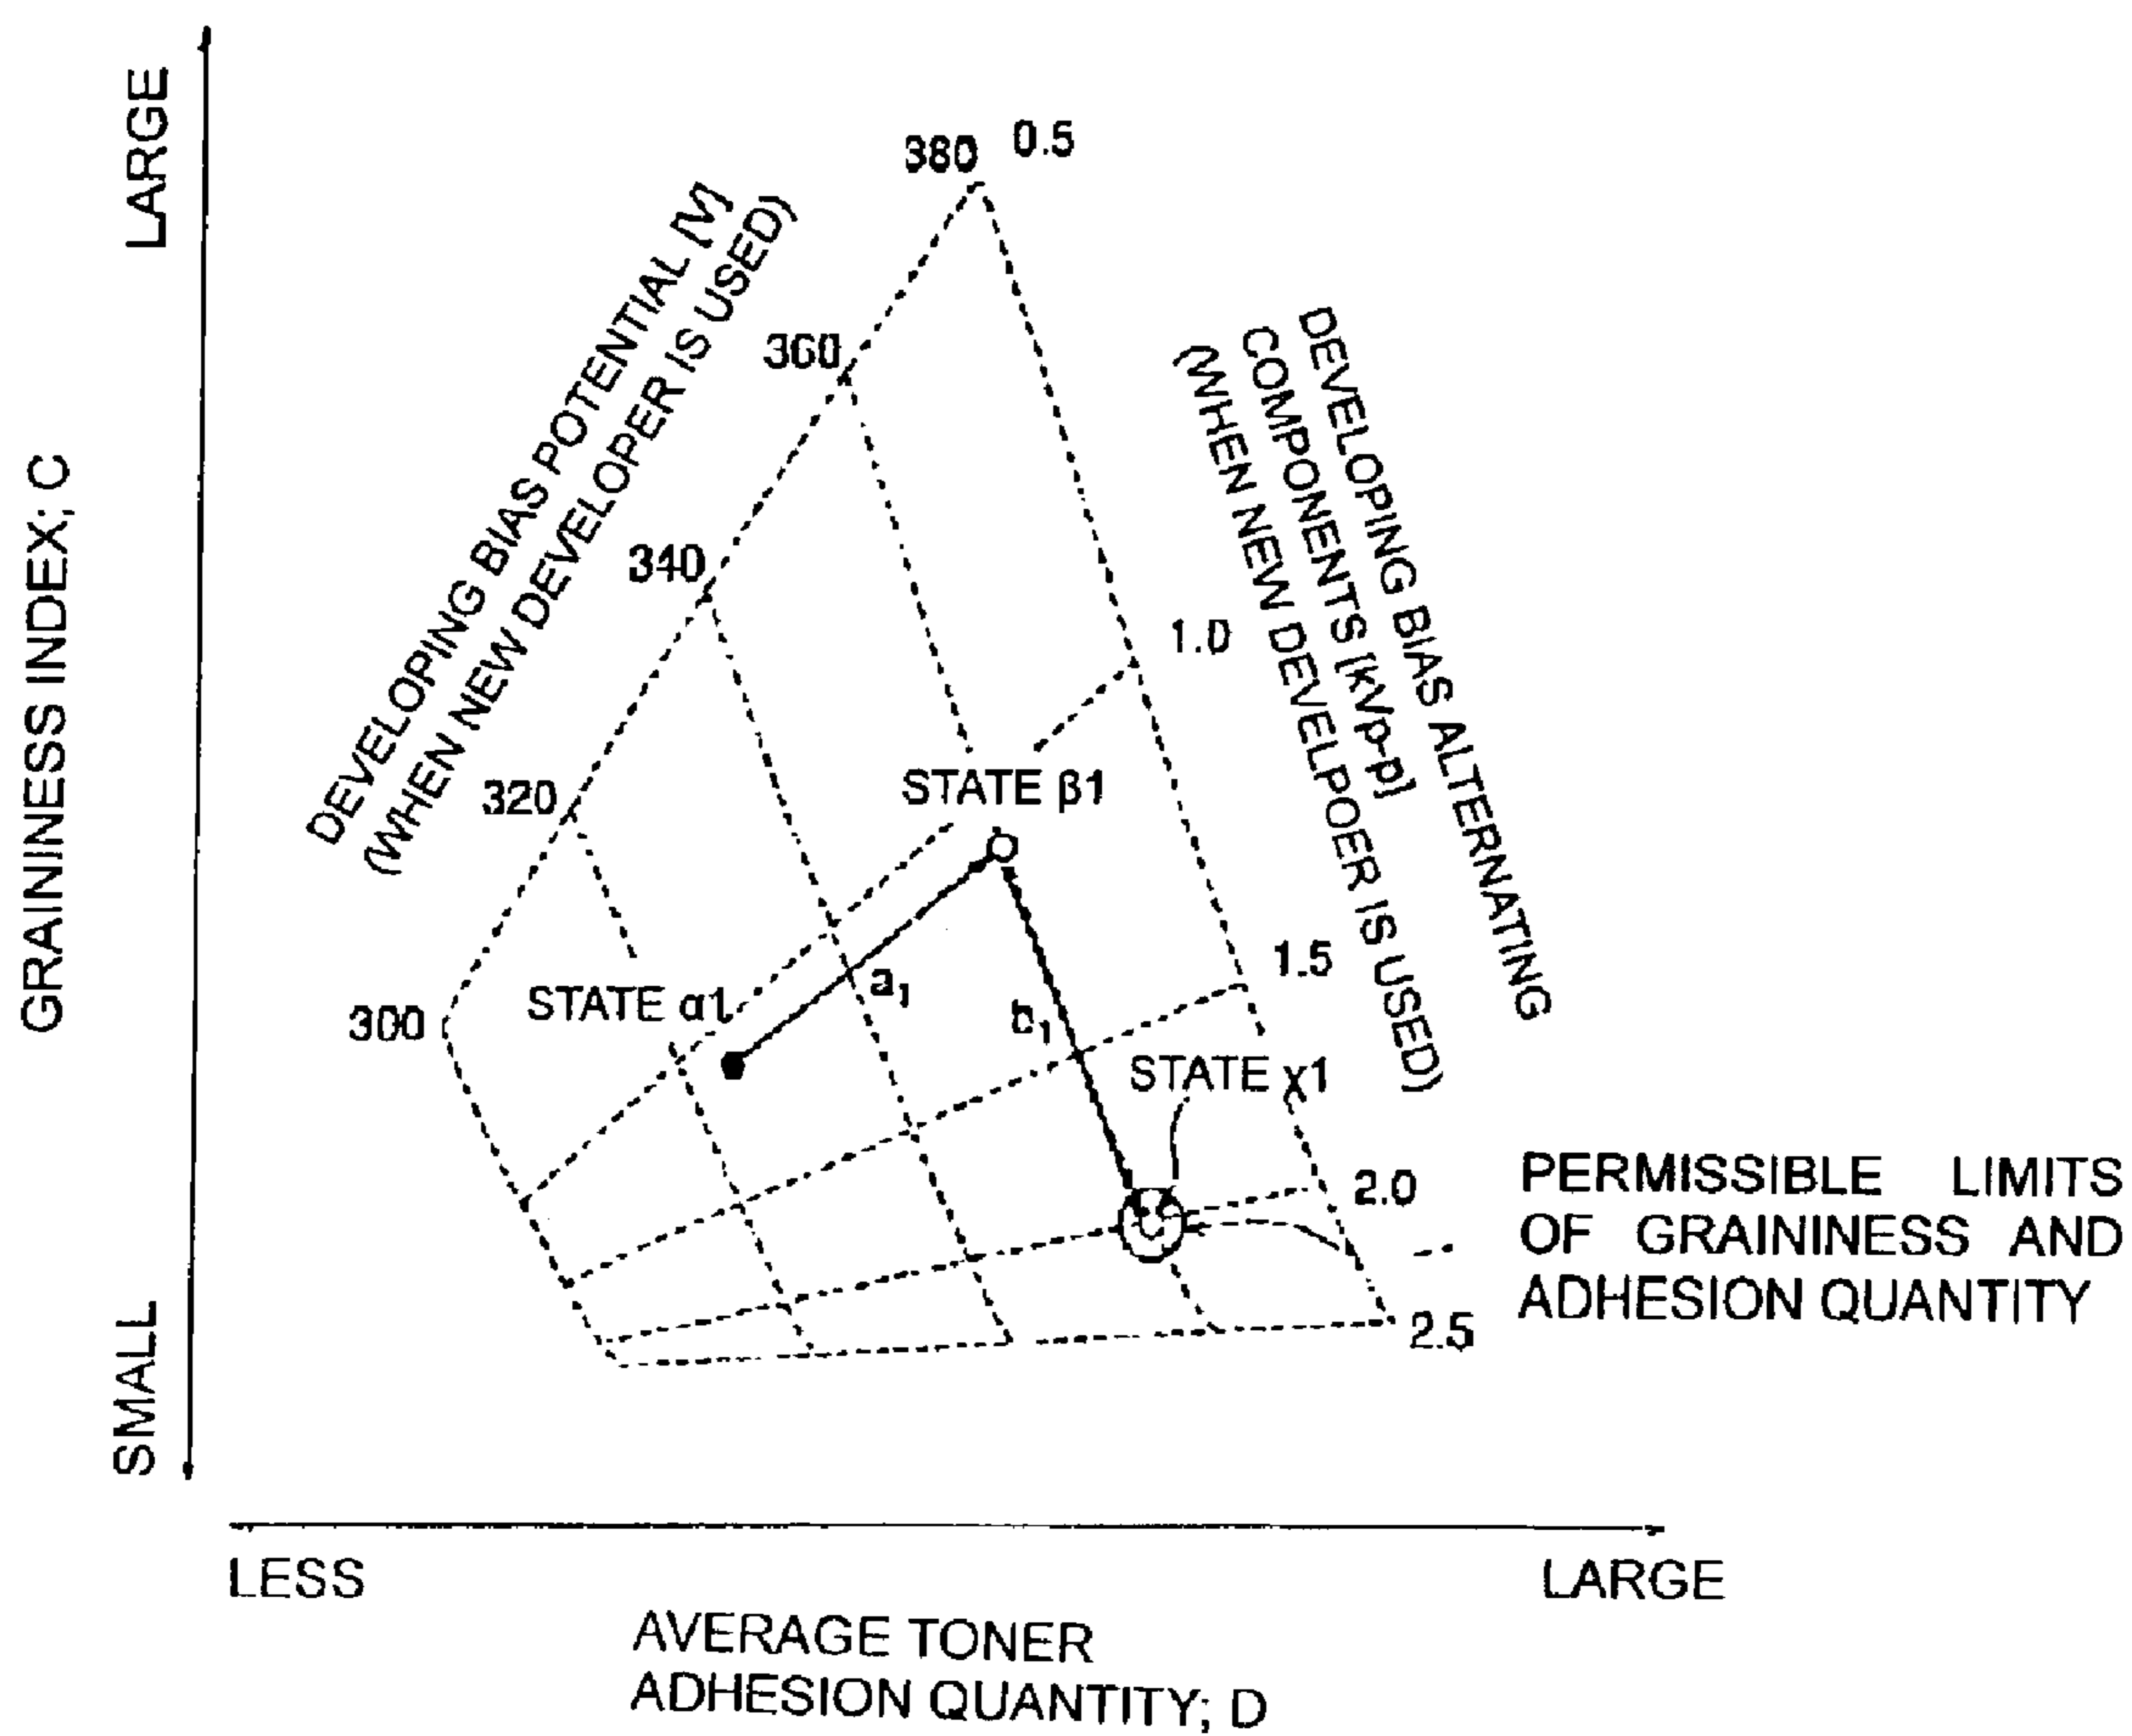 LARGE
GRAININESS INDEX; C
SMALL
DEVELOPING BIAS POTENTIAL [V]
(WHEN NEW DEVELOPER IS USED)
380 0.5
360
340
1.0
320
STATE β1
DEVELOPING BIAS ALTERNATING
COMPONENTS [KVp-p]
(WHEN NEW DEVELPOER IS USED)
a1
1.5
300
STATE α1
b1
STATE χ1
2.0
2.5
PERMISSIBLE LIMITS
OF GRAININESS AND
ADHESION QUANTITY
LESS
LARGE
AVERAGE TONER
ADHESION QUANTITY; D